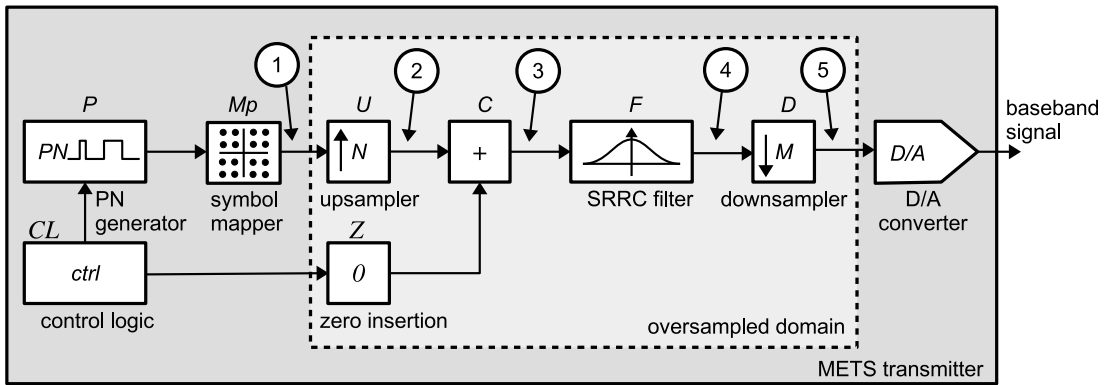 1
2
3
4
5
P
Mp
U
C
F
D
PN
N
+
M
D/A
baseband
signal
PN
generator
symbol
mapper
upsampler
SRRC filter
downsampler
D/A
converter
CL
Z
ctrl
0
control logic
zero insertion
oversampled domain
METS transmitter